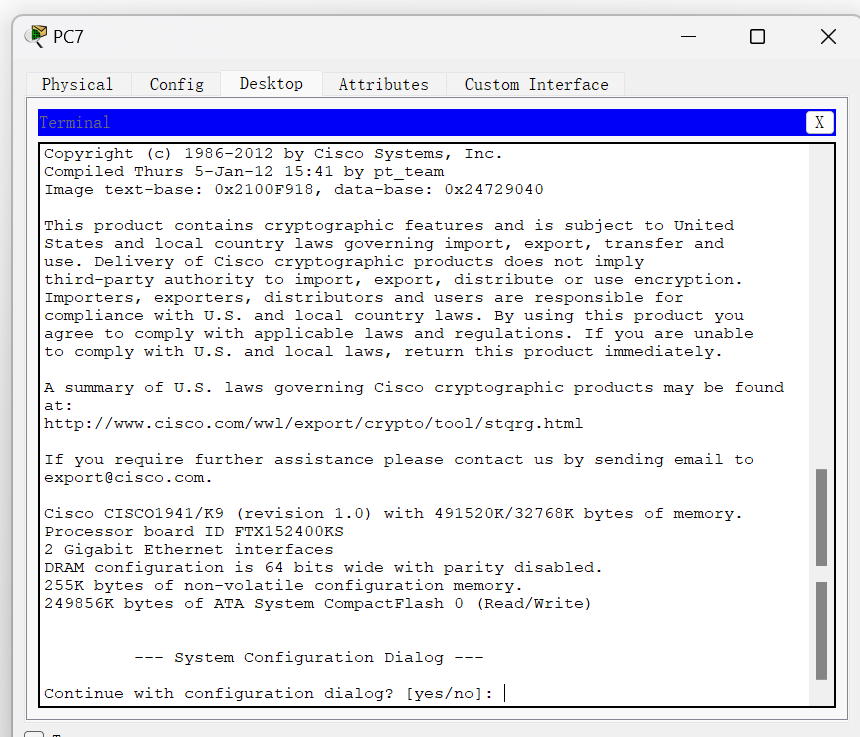 PC7
Physical Config Desktop Attributes Custom Interface
Terminal X
Copyright (c) 1986-2012 by Cisco Systems, Inc.
Compiled Thurs 5-Jan-12 15:41 by pt_team
Image text-base: 0x2100F918, data-base: 0x24729040
This product contains cryptographic features and is subject to United
States and local country laws governing import, export, transfer and
use. Delivery of Cisco cryptographic products does not imply
third-party authority to import, export, distribute or use encryption.
Importers, exporters, distributors and users are responsible for
compliance with U.S. and local country laws. By using this product you
agree to comply with applicable laws and regulations. If you are unable
to comply with U.S. and local laws, return this product immediately.
A summary of U.S. laws governing Cisco cryptographic products may be found
at:
http://www.cisco.com/wwl/export/crypto/tool/stqrg.html
If you require further assistance please contact us by sending email to
export@cisco.com.
Cisco CISCO1941/K9 (revision 1.0) with 491520K/32768K bytes of memory.
Processor board ID FTX152400KS
2 Gigabit Ethernet interfaces
DRAM configuration is 64 bits wide with parity disabled.
255K bytes of non-volatile configuration memory.
249856K bytes of ATA System CompactFlash 0 (Read/Write)
--- System Configuration Dialog ---
Continue with configuration dialog? [yes/no]: